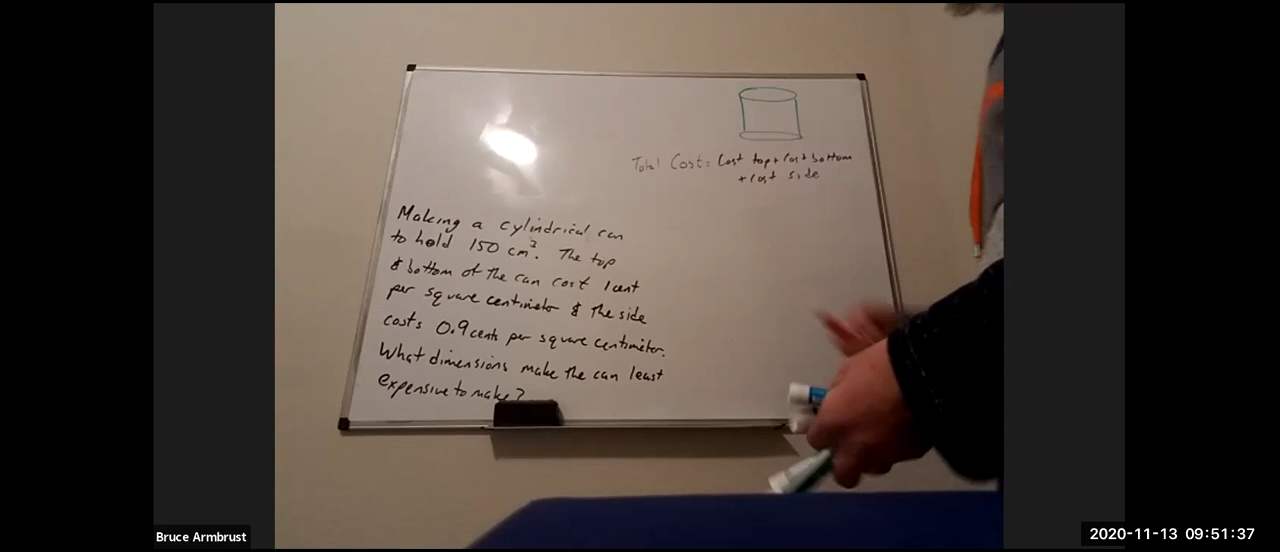 Total Cost = Cost top + Cost bottom
+ Cost side
Making a cylindrical can
to hold 150 cm³. The top
& bottom of the can cost 1 cent
per square centimeter & the side
costs 0.9 cents per square centimeter.
What dimensions make the can least
expensive to make?
Bruce Armbrust
2020-11-13 09:51:37